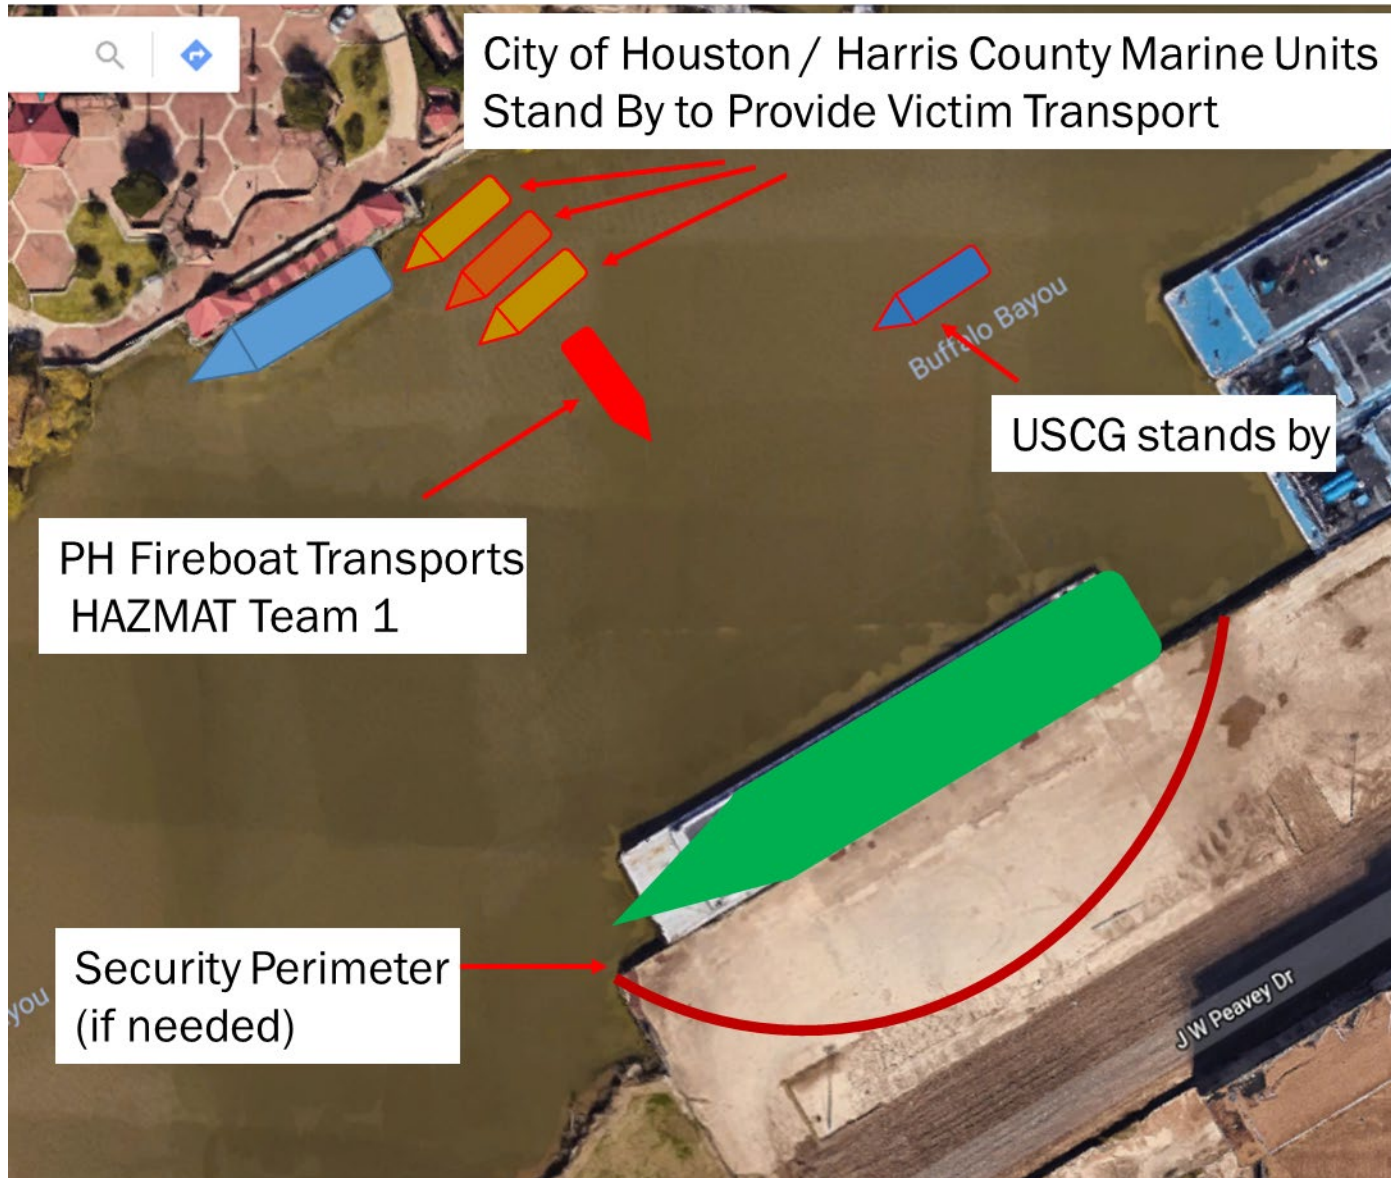 City of Houston / Harris County Marine Units
Stand By to Provide Victim Transport
Buffalo Bayou
USCG stands by
PH Fireboat Transports
HAZMAT Team 1
Security Perimeter
(if needed)
you
J W Peavey Dr